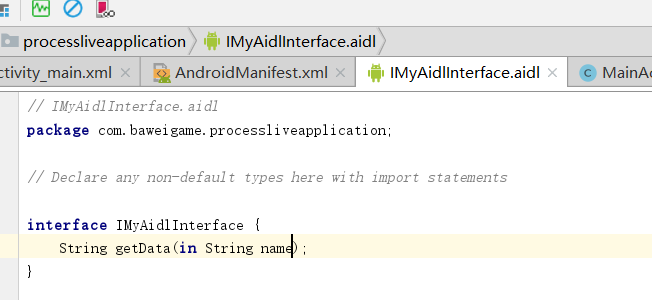 processliveapplication IMyAidlInterface.aidl
ctivity_main.xml AndroidManifest.xml IMyAidlInterface.aidl C MainAc
// IMyAidlInterface.aidl
package com.baweigame.processliveapplication;
// Declare any non-default types here with import statements
interface IMyAidlInterface {
String getData(in String name);
}